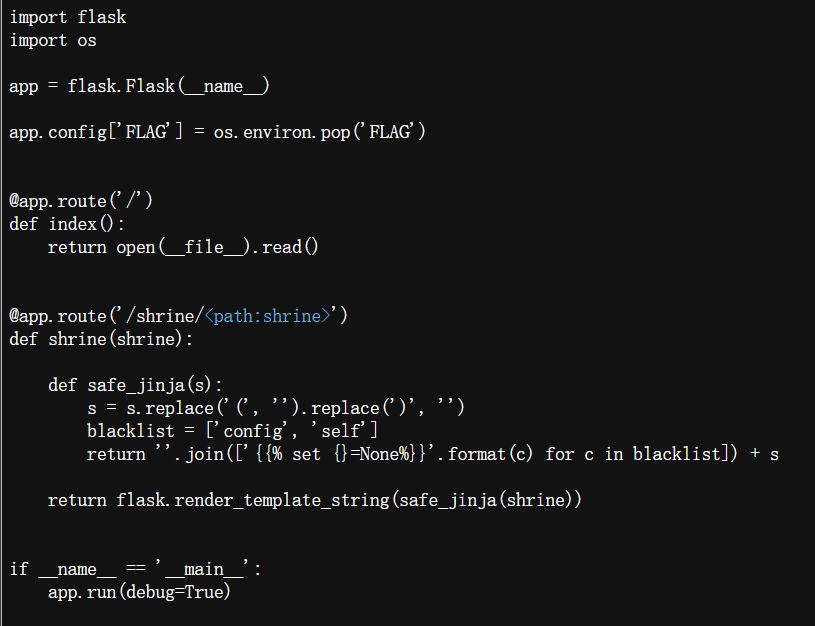 import flask
import os
app = flask.Flask(__name__)
app.config['FLAG'] = os.environ.pop('FLAG')
@app.route('/')
def index():
    return open(__file__).read()
@app.route('/shrine/<path:shrine>')
def shrine(shrine):
    def safe_jinja(s):
        s = s.replace('(', '').replace(')', '')
        blacklist = ['config', 'self']
        return ''.join(['{{% set {}=None%}}'.format(c) for c in blacklist]) + s
    return flask.render_template_string(safe_jinja(shrine))
if __name__ == '__main__':
    app.run(debug=True)